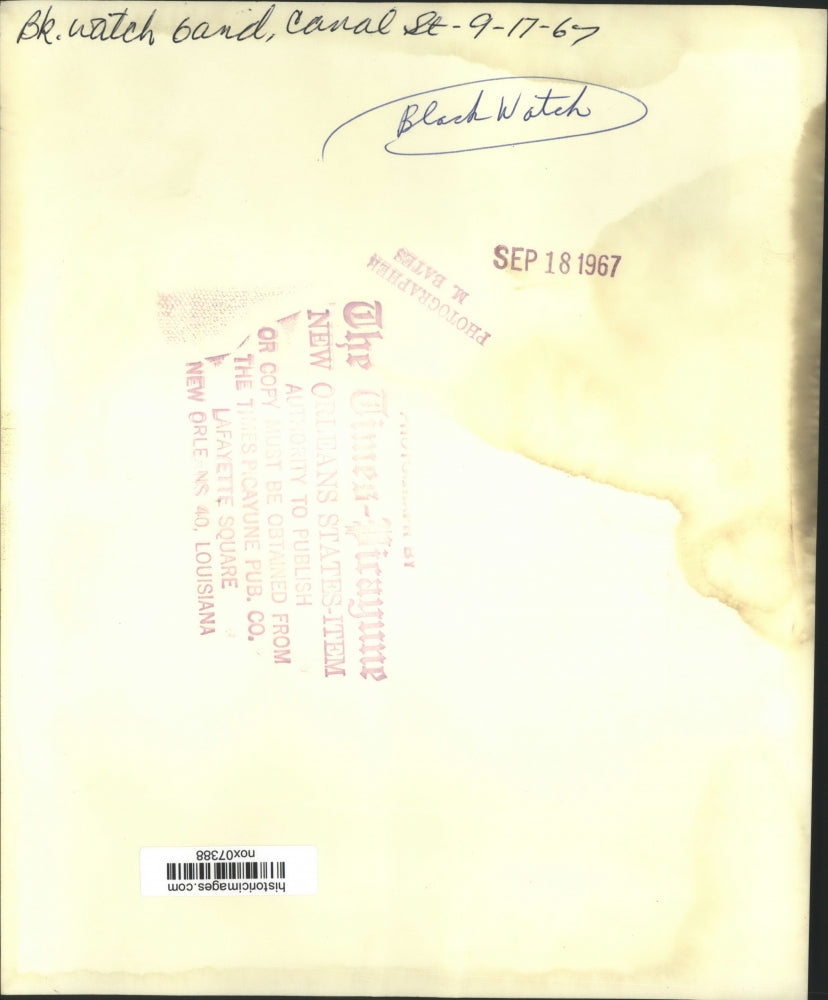 Bk. watch band, Canal St - 9-17-67
Black Watch
SEP 18 1967
PHOTOGRAPHER
M. BATES
PHOTOGRAPH BY
The Times-Picayune
NEW ORLEANS STATES-ITEM
AUTHORITY TO PUBLISH
OR COPY MUST BE OBTAINED FROM
THE TIMES PICAYUNE PUB. CO.
LAFAYETTE SQUARE
NEW ORLEANS 40, LOUISIANA
historicimages.com
nox07388